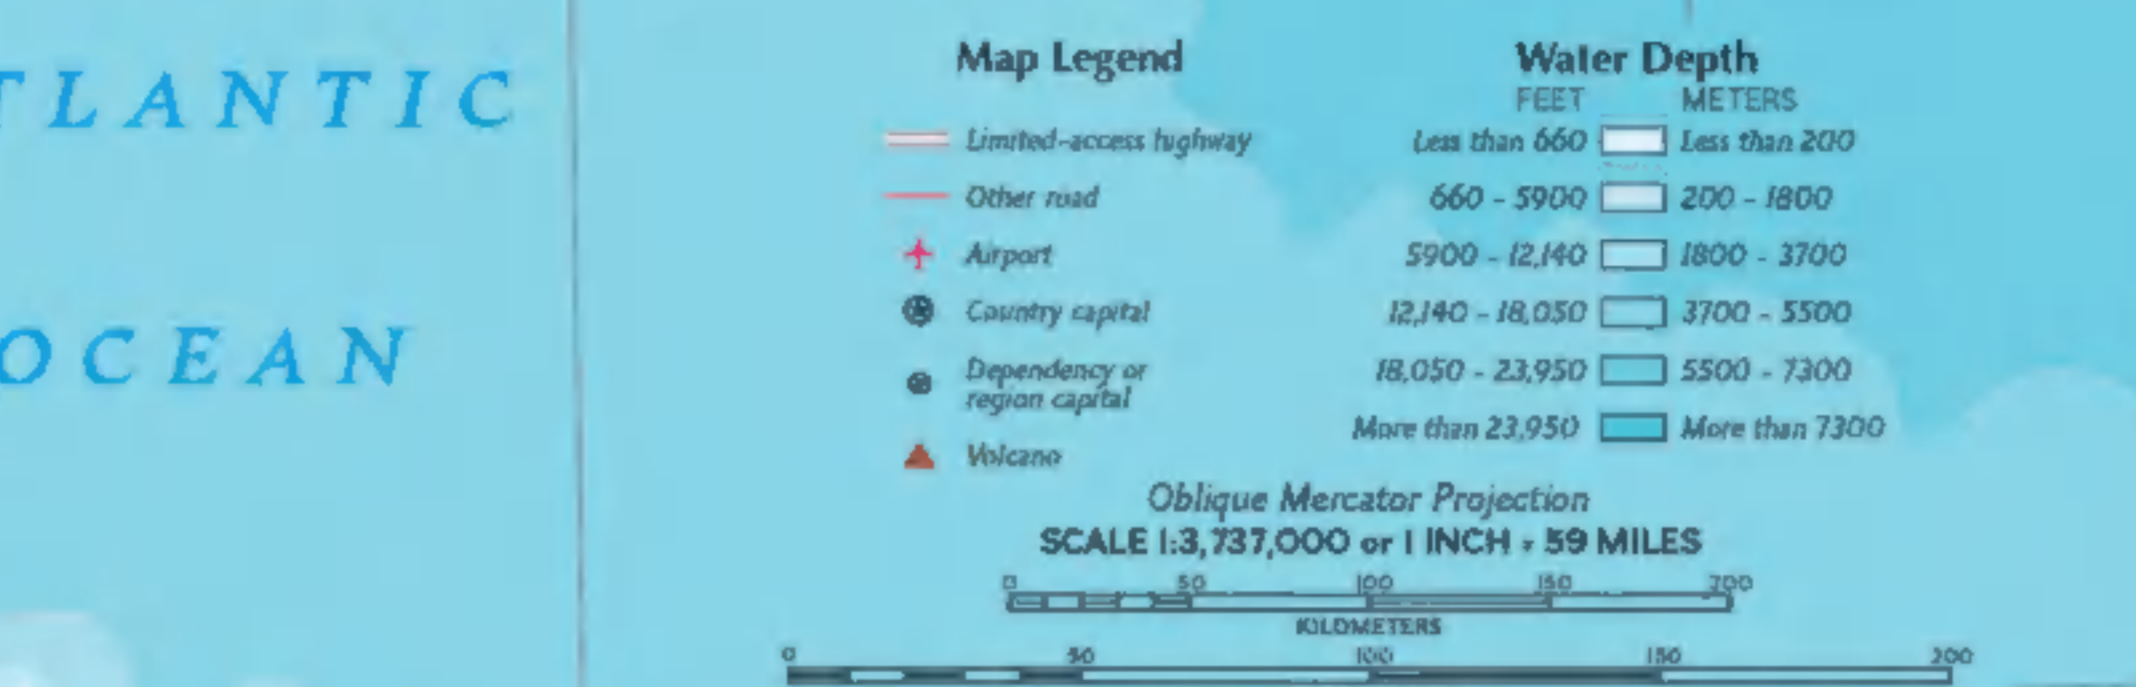 TLANTIC
OCEAN
Map Legend
Limited-access highway
Other road
Airport
Country capital
Dependency or
region capital
Volcano
Water Depth
FEET METERS
Less than 660 Less than 200
660 - 5900 200 - 1800
5900 - 12,140 1800 - 3700
12,140 - 18,050 3700 - 5500
18,050 - 23,950 5500 - 7300
More than 23,950 More than 7300
Oblique Mercator Projection
SCALE 1:3,737,000 or 1 INCH = 59 MILES
0 50 100 150 200
KILOMETERS
0 50 100 150 200